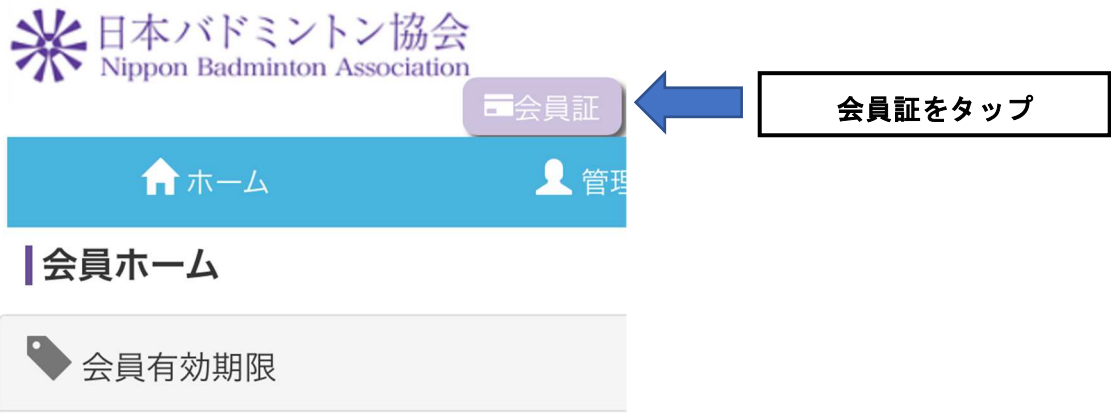 日本バドミントン協会
Nippon Badminton Association
会員証
会員証をタップ
ホーム
管理
会員ホーム
会員有効期限